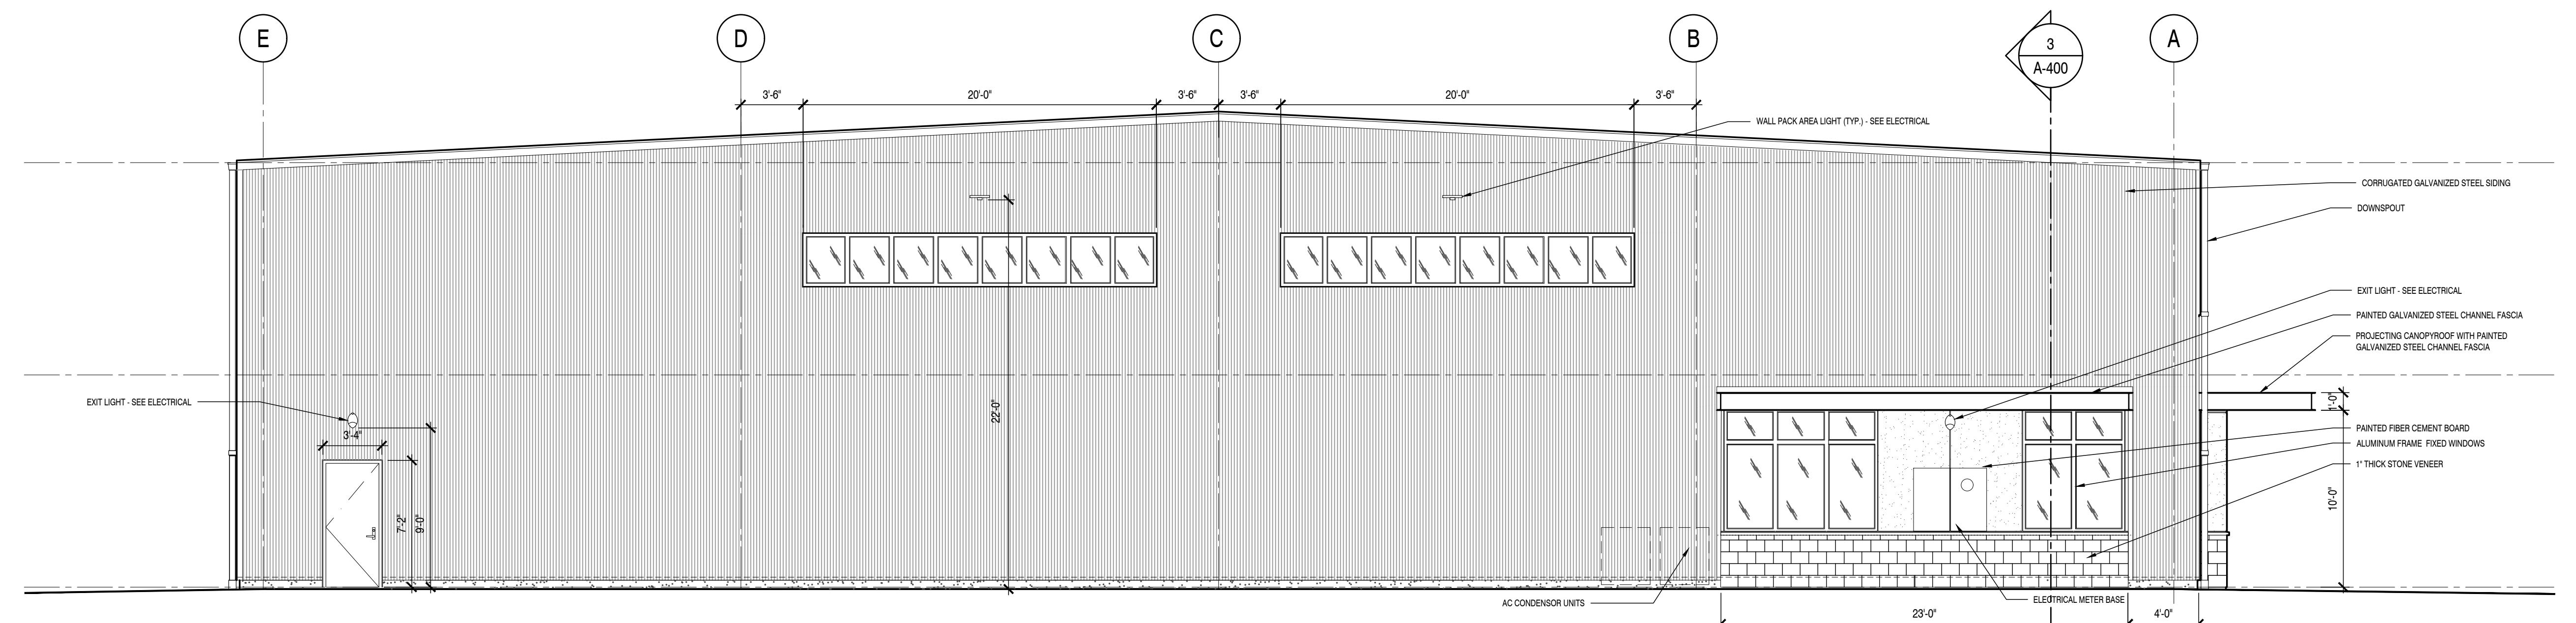 E
D
C
B
3
A-400
A
3'-6"
20'-0"
3'-6"
3'-6"
20'-0"
3'-6"
WALL PACK AREA LIGHT (TYP.) - SEE ELECTRICAL
CORRUGATED GALVANIZED STEEL SIDING
DOWNSPOUT
EXIT LIGHT - SEE ELECTRICAL
PAINTED GALVANIZED STEEL CHANNEL FASCIA
PROJECTING CANOPYROOF WITH PAINTED
GALVANIZED STEEL CHANNEL FASCIA
EXIT LIGHT - SEE ELECTRICAL
22'-0"
1'-0"
3'-4"
PAINTED FIBER CEMENT BOARD
ALUMINUM FRAME FIXED WINDOWS
1" THICK STONE VENEER
7'-2"
9'-0"
10'-0"
AC CONDENSOR UNITS
ELECTRICAL METER BASE
23'-0"
4'-0"